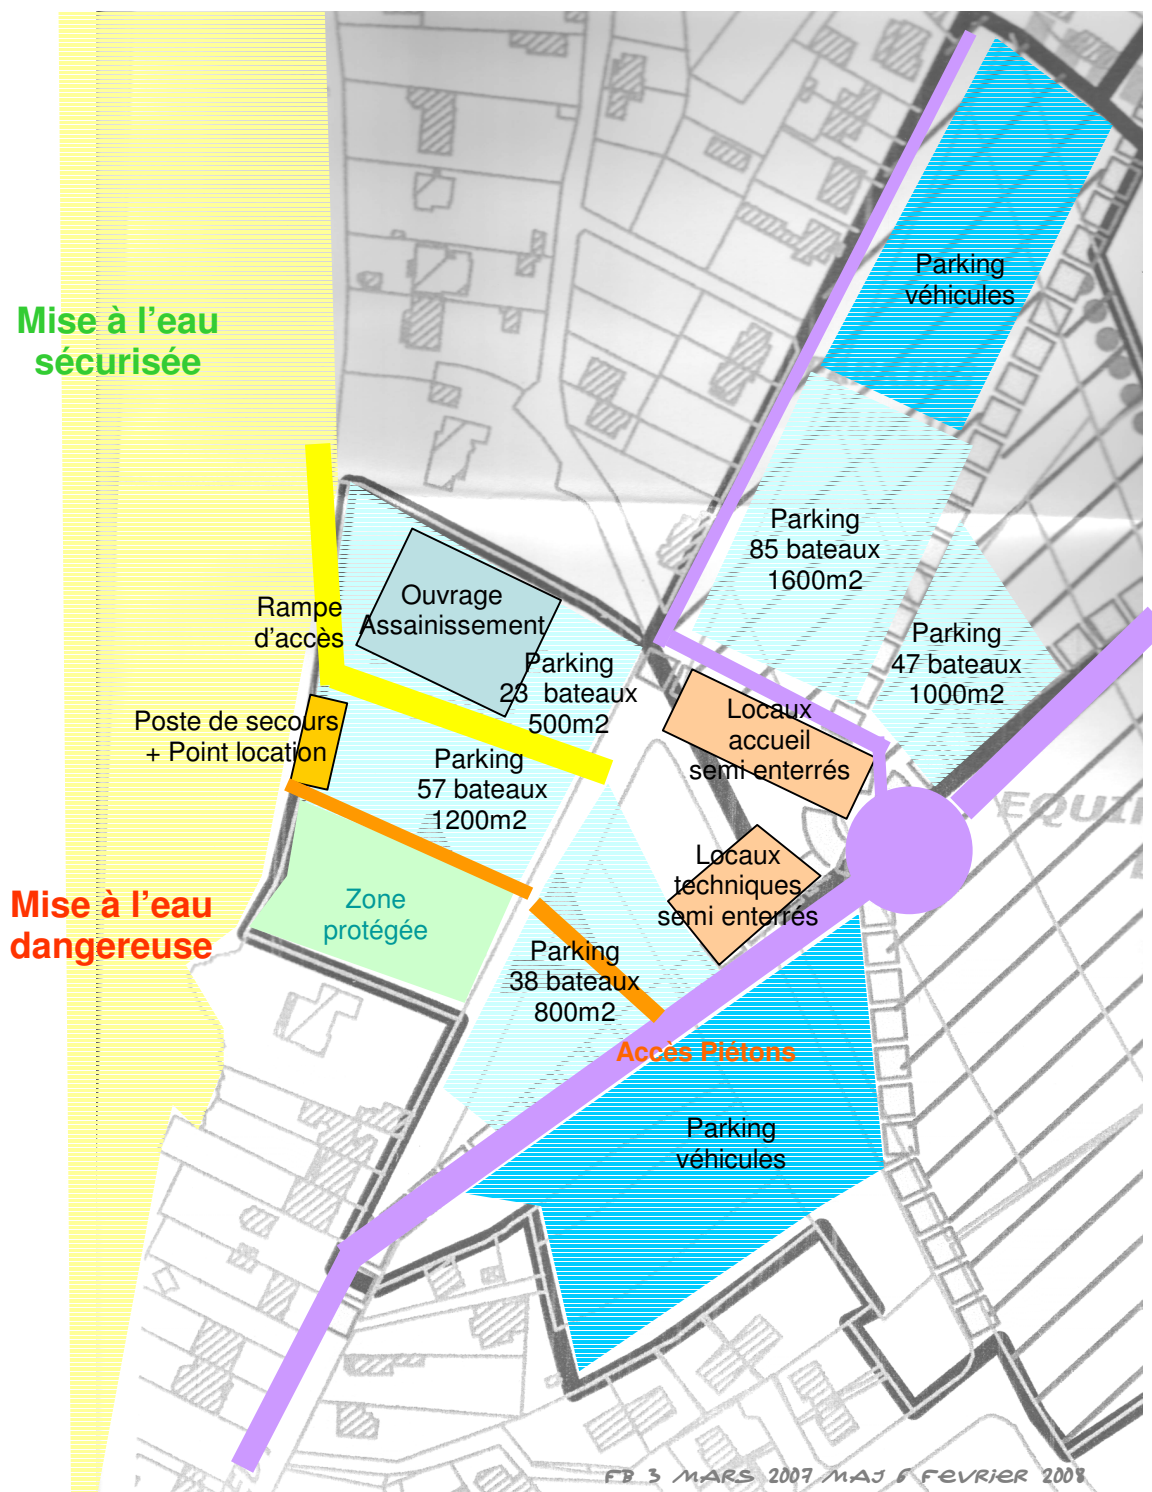 Parking
véhicules
Mise à l’eau
sécurisée
Parking
85 bateaux
1600m2
Ouvrage
Assainissement
Rampe
d’accès
Parking
47 bateaux
1000m2
Parking
23 bateaux
500m2
Poste de secours
+ Point location
Locaux
accueil
semi enterrés
Parking
57 bateaux
1200m2
EQUI
Locaux
techniques
semi enterrés
Mise à l’eau
dangereuse
Zone
protégée
Parking
38 bateaux
800m2
Accès Piétons
Parking
véhicules
FB 3 MARS 2007 MAJ 6 FEVRIER 2008